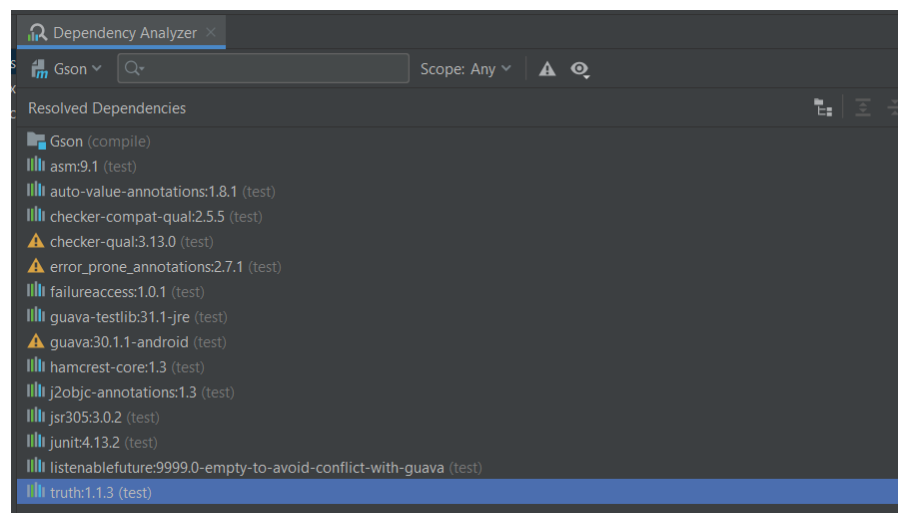 Dependency Analyzer
Gson Scope: Any
Resolved Dependencies
Gson (compile)
asm:9.1 (test)
auto-value-annotations:1.8.1 (test)
checker-compat-qual:2.5.5 (test)
checker-qual:3.13.0 (test)
error_prone_annotations:2.7.1 (test)
failureaccess:1.0.1 (test)
guava-testlib:31.1-jre (test)
guava:30.1.1-android (test)
hamcrest-core:1.3 (test)
j2objc-annotations:1.3 (test)
jsr305:3.0.2 (test)
junit:4.13.2 (test)
listenablefuture:9999.0-empty-to-avoid-conflict-with-guava (test)
truth:1.1.3 (test)